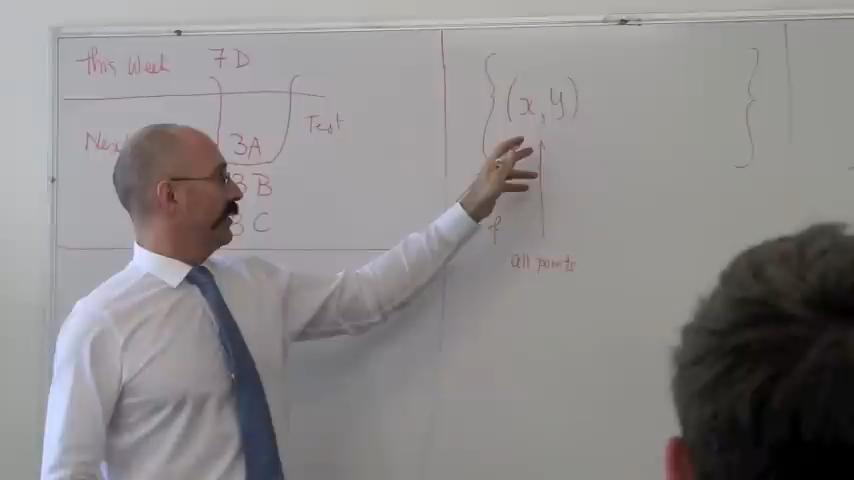 this Week 7D
3A Test
3B
3C
{ (x, y) }
all points